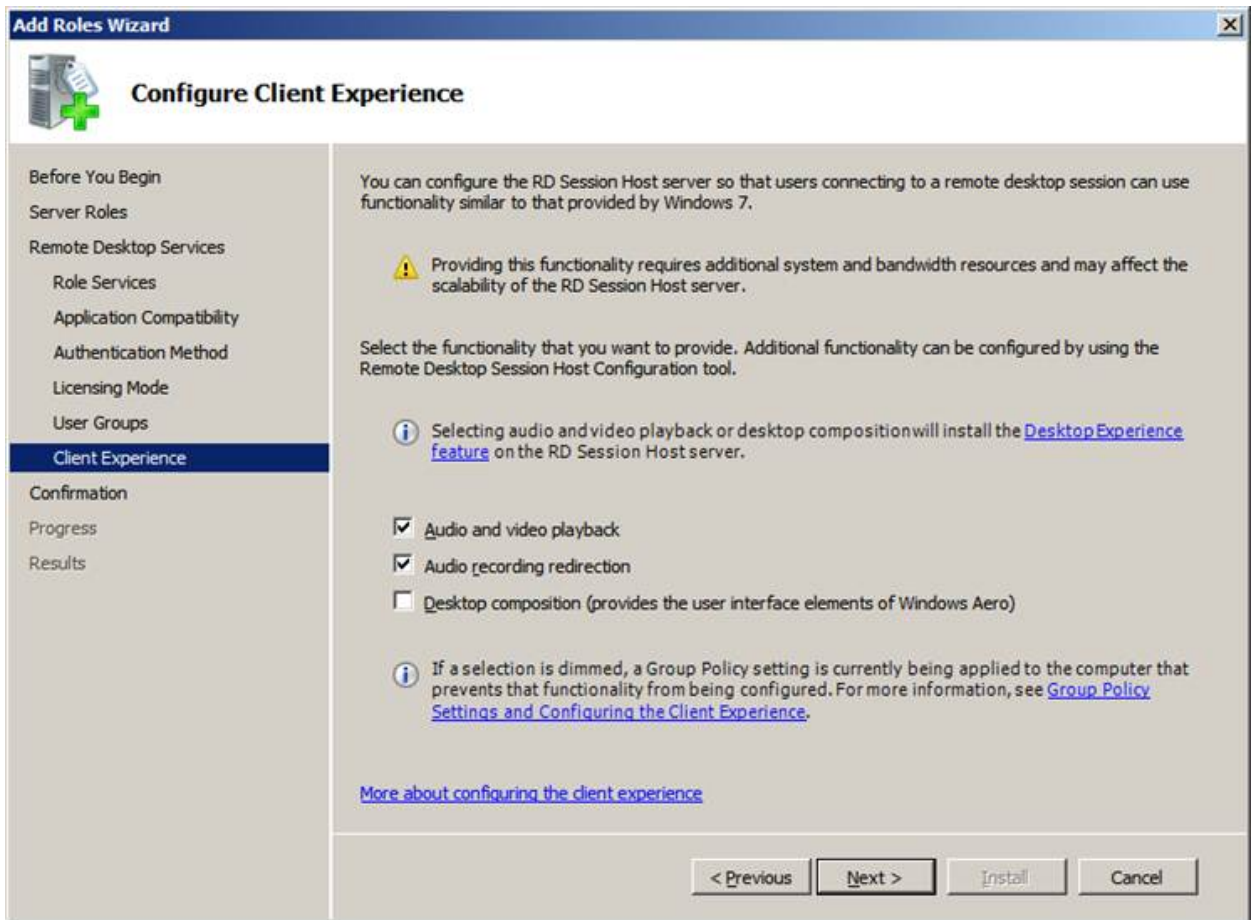 Add Roles Wizard
Configure Client Experience
Before You Begin
Server Roles
Remote Desktop Services
Role Services
Application Compatibility
Authentication Method
Licensing Mode
User Groups
Client Experience
Confirmation
Progress
Results
You can configure the RD Session Host server so that users connecting to a remote desktop session can use
functionality similar to that provided by Windows 7.
Providing this functionality requires additional system and bandwidth resources and may affect the
scalability of the RD Session Host server.
Select the functionality that you want to provide. Additional functionality can be configured by using the
Remote Desktop Session Host Configuration tool.
Selecting audio and video playback or desktop composition will install the Desktop Experience
feature on the RD Session Host server.
Audio and video playback
Audio recording redirection
Desktop composition (provides the user interface elements of Windows Aero)
If a selection is dimmed, a Group Policy setting is currently being applied to the computer that
prevents that functionality from being configured. For more information, see Group Policy
Settings and Configuring the Client Experience.
More about configuring the client experience
< Previous Next > Install Cancel